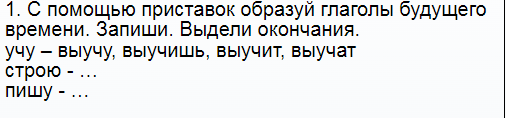 1. С помощью приставок образуй глаголы будущего
времени. Запиши. Выдели окончания.
учу – выучу, выучишь, выучит, выучат
строю - …
пишу - …